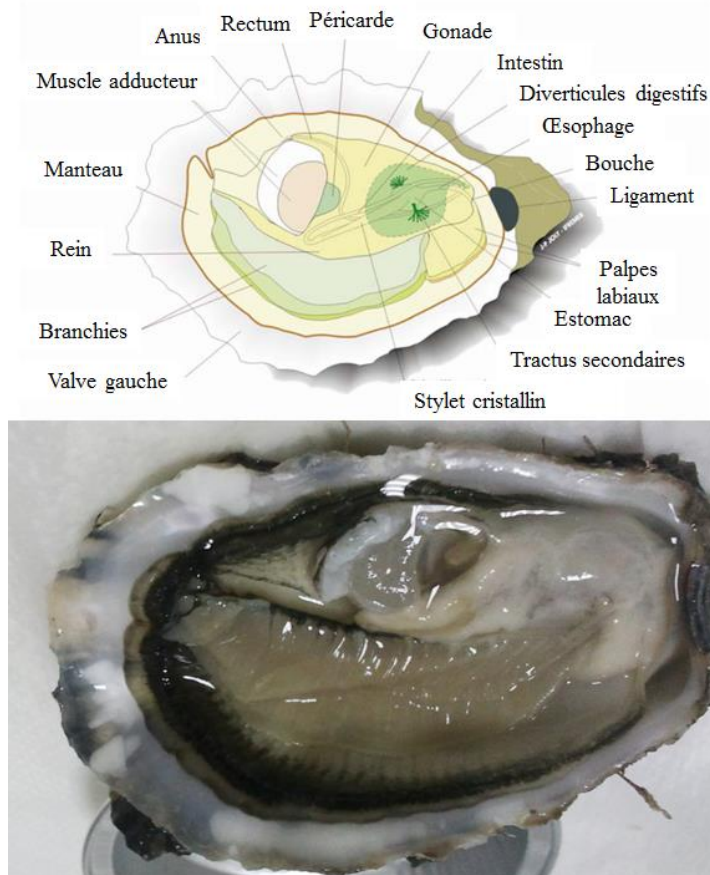 Péricarde
Rectum
Gonade
Anus
Intestin
Muscle adducteur
Diverticules digestifs
Œsophage
Manteau
Bouche
Ligament
Rein
Palpes
labiaux
Estomac
Branchies
Tractus secondaires
Valve gauche
Stylet cristallin